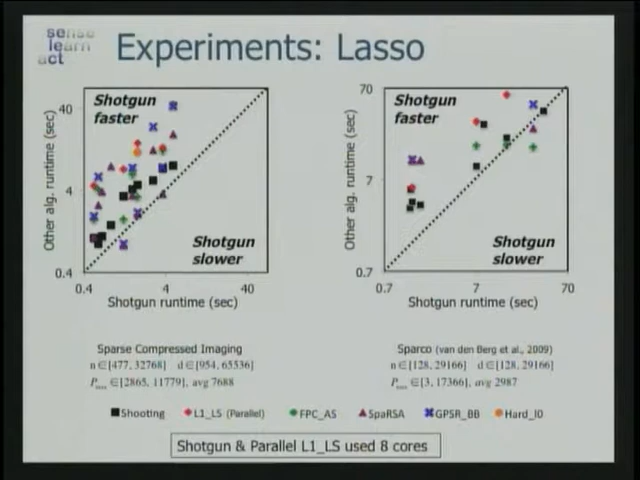 sense
learn
act
Experiments: Lasso
Shotgun
faster
Shotgun
slower
40
4
0.4
0.4 4 40
Other alg. runtime (sec)
Shotgun runtime (sec)
Shotgun
faster
Shotgun
slower
70
7
0.7
0.7 7 70
Other alg. runtime (sec)
Shotgun runtime (sec)
Sparse Compressed Imaging
n ∈ [477, 32768] d ∈ [954, 65536]
∈ [2865, 11779], avg 7688
Sparco (van den Berg et al., 2009)
n ∈ [128, 29166] d ∈ [128, 29166]
∈ [3, 17366], avg 2987
Shooting L1_LS (Parallel) FPC_AS SpaRSA GPSR_BB Hard_l0
Shotgun & Parallel L1_LS used 8 cores